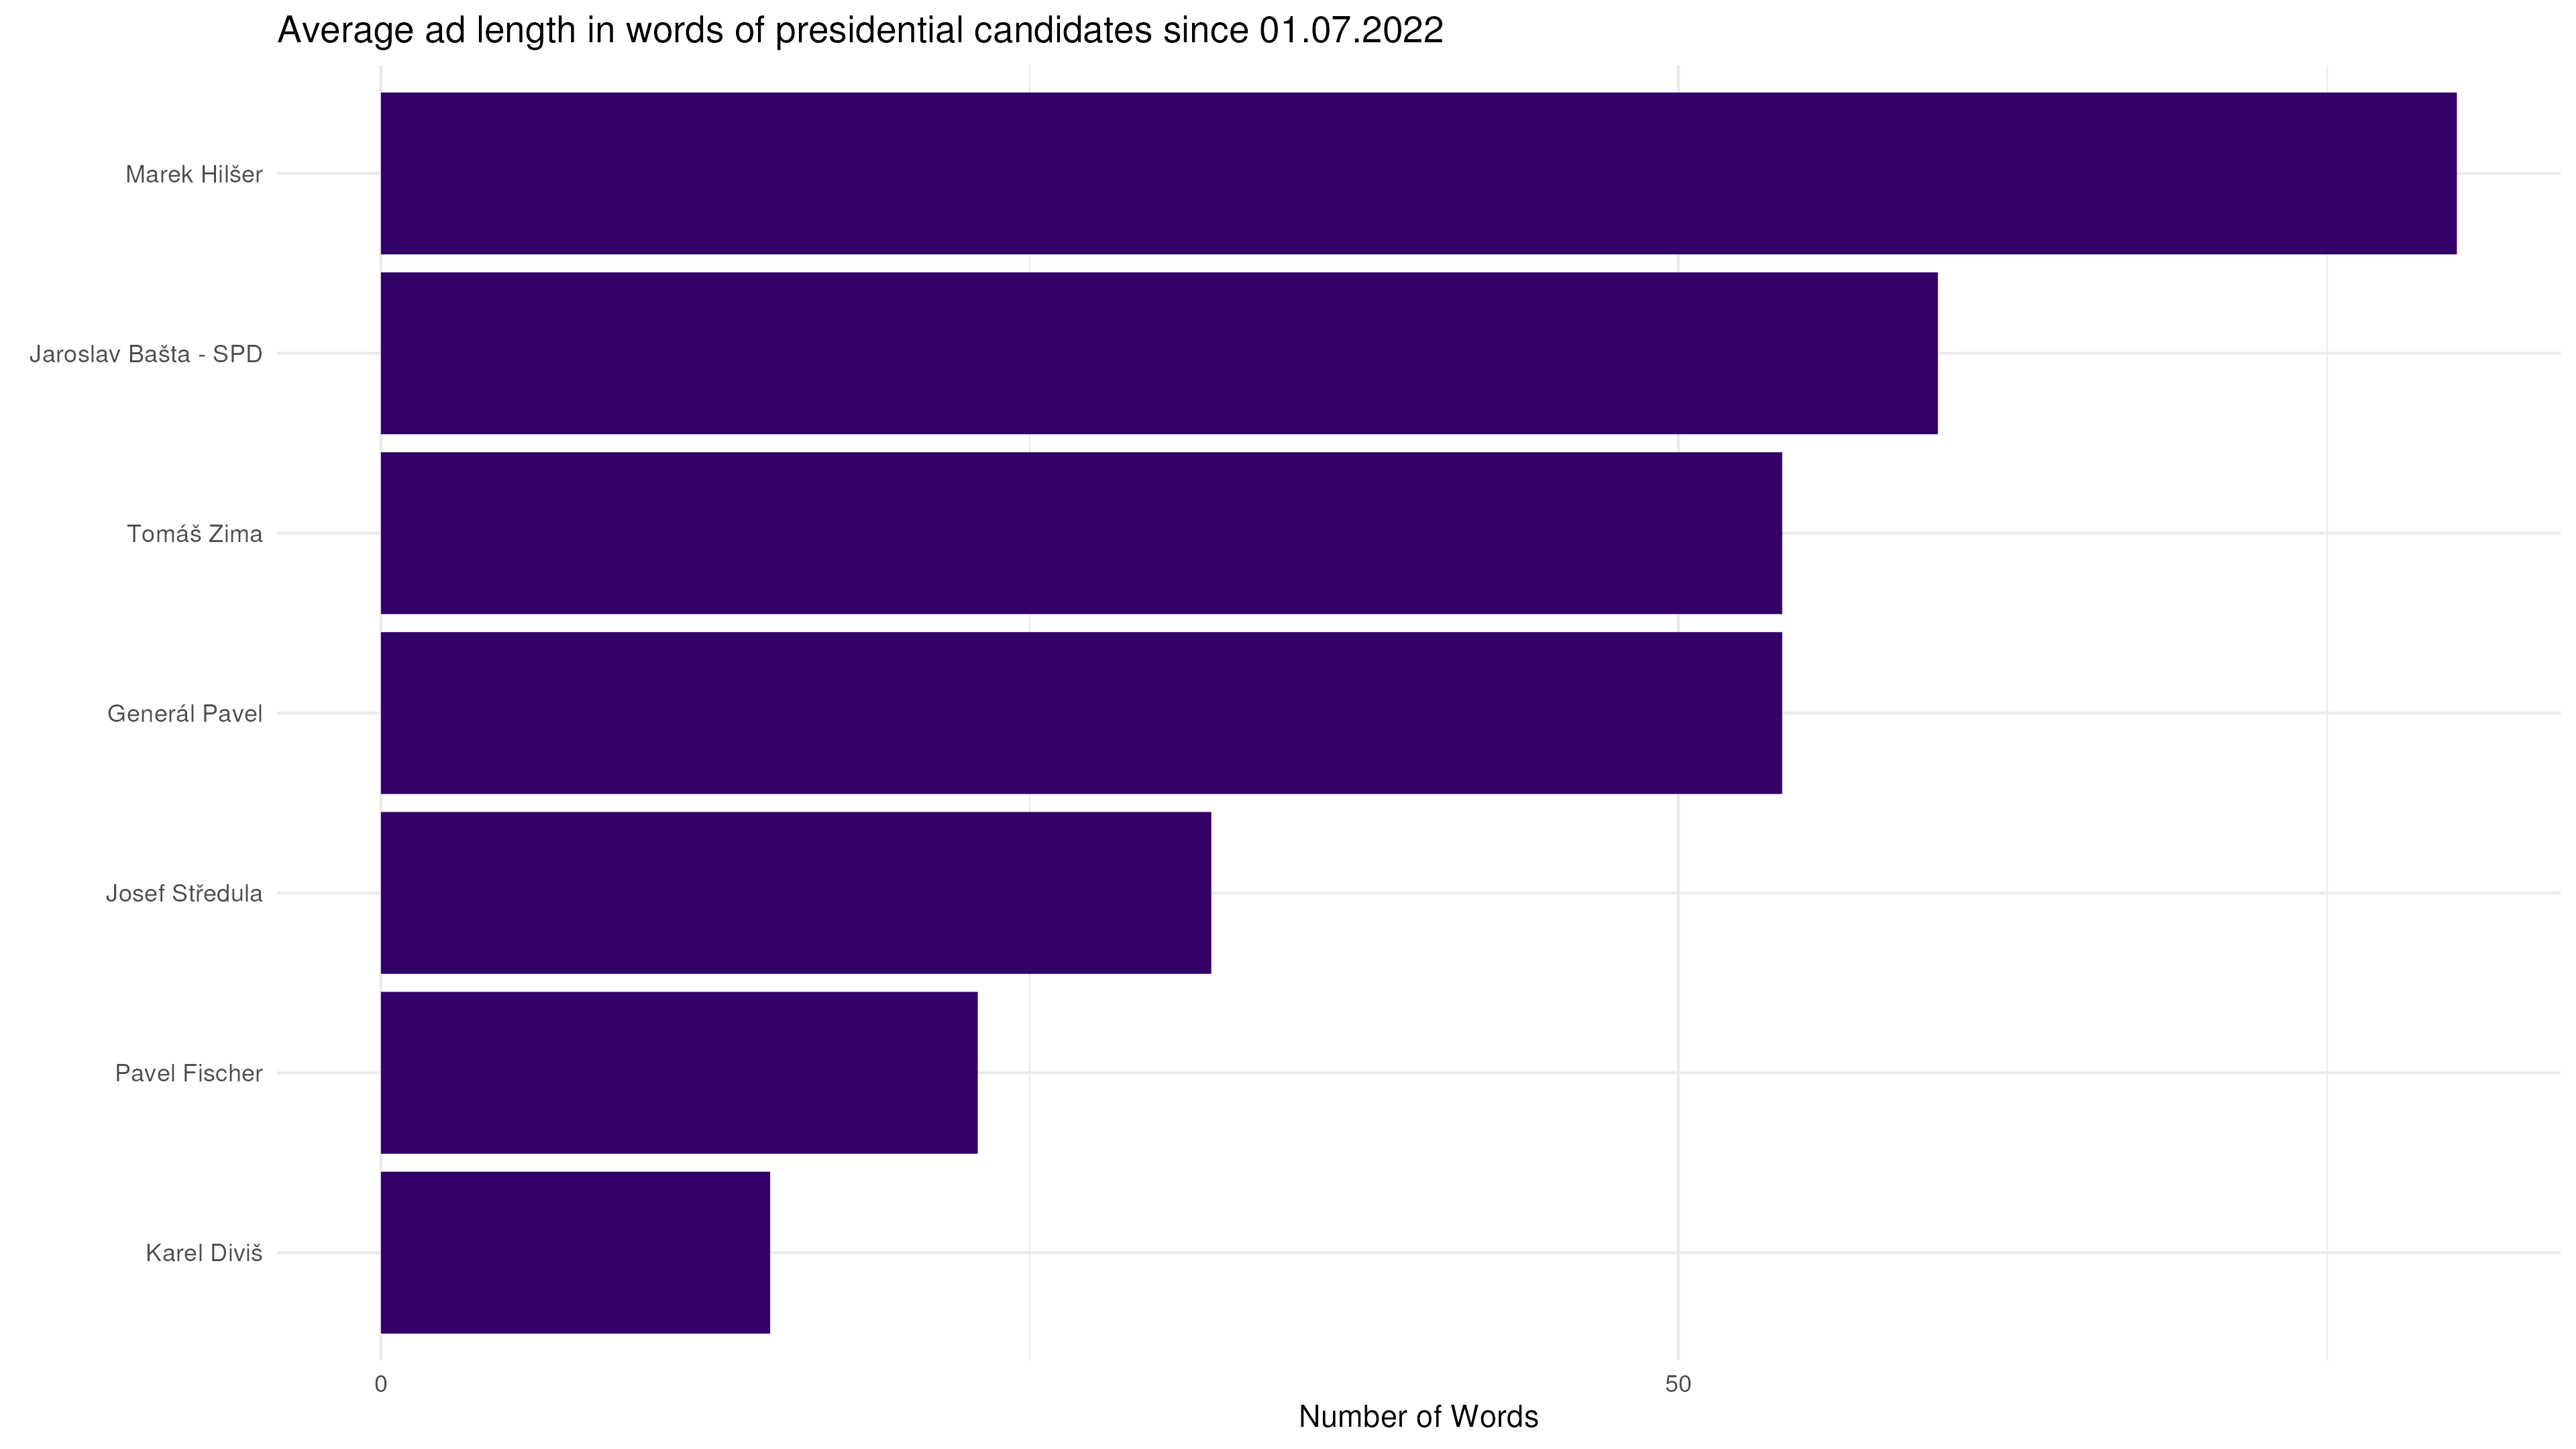 Average ad length in words of presidential candidates since 01.07.2022
Marek Hilšer
Jaroslav Bašta - SPD
Tomáš Zima
Generál Pavel
Josef Středula
Pavel Fischer
Karel Diviš
0
50
Number of Words